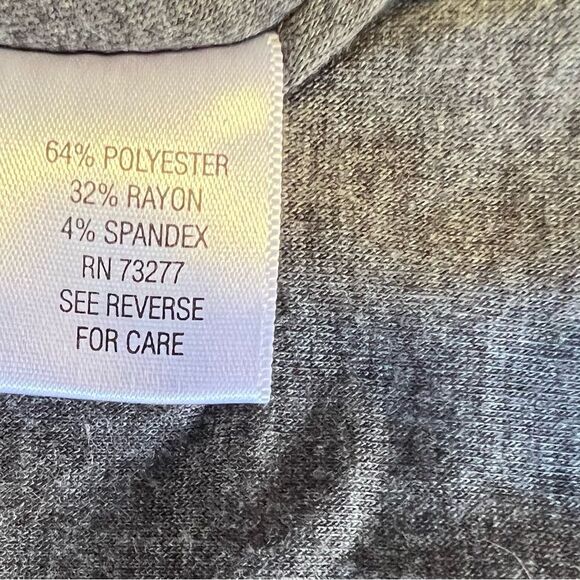 64% POLYESTER
32% RAYON
4% SPANDEX
RN 73277
SEE REVERSE
FOR CARE